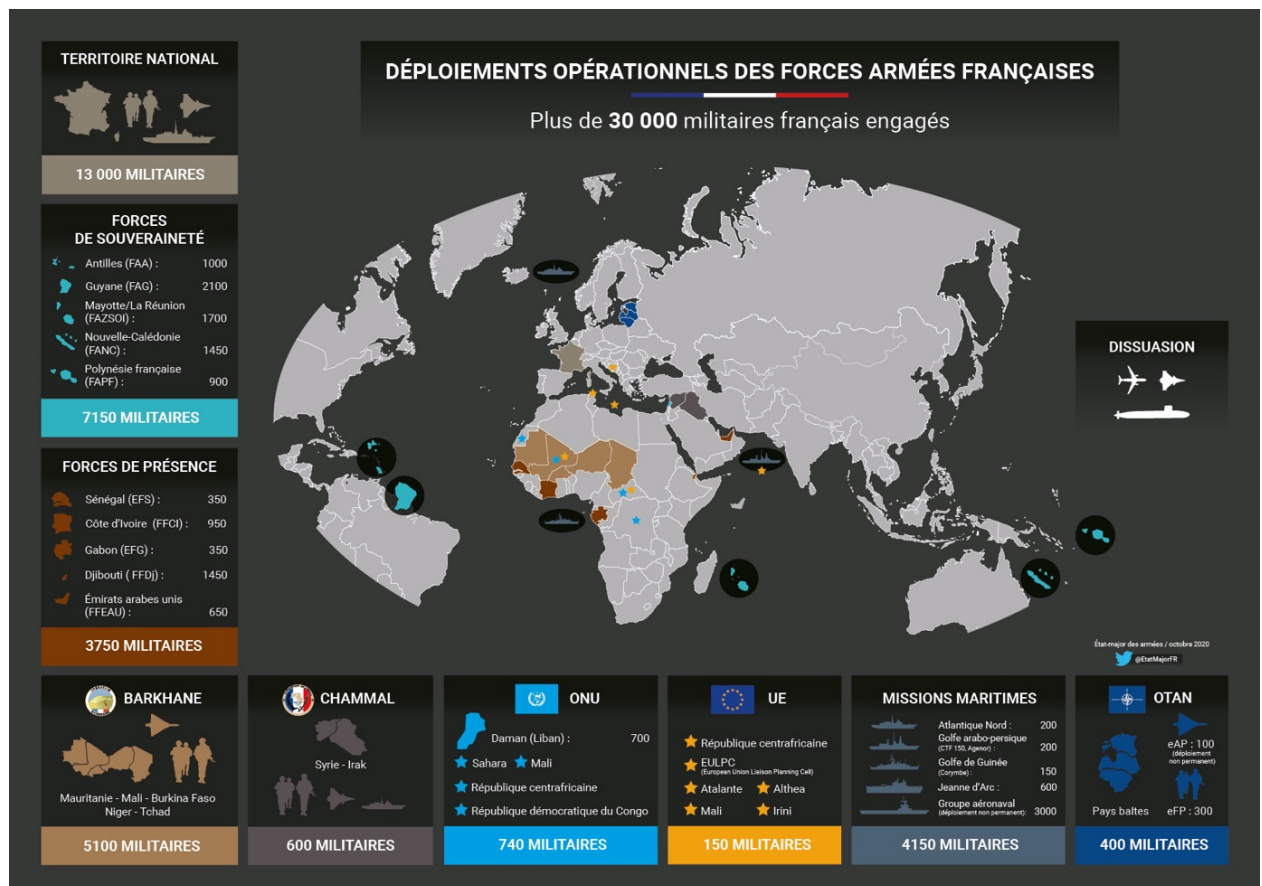 DÉPLOIEMENTS OPÉRATIONNELS DES FORCES ARMÉES FRANÇAISES
Plus de 30 000 militaires français engagés
TERRITOIRE NATIONAL
13 000 MILITAIRES
FORCES
DE SOUVERAINETÉ
Antilles (FAA) : 1000
Guyane (FAG) : 2100
Mayotte/La Réunion
(FAZSOI) : 1700
Nouvelle-Calédonie
(FANC) : 1450
Polynésie française
(FAPF) : 900
7150 MILITAIRES
FORCES DE PRÉSENCE
Sénégal (EFS) : 350
Côte d'Ivoire (FFCI) : 950
Gabon (EFG) : 350
Djibouti ( FFDj) : 1450
Émirats arabes unis
(FFEAU) : 650
3750 MILITAIRES
DISSUASION
État-major des armées / octobre 2020
@EtatMajorFR
BARKHANE
Mauritanie - Mali - Burkina Faso
Niger - Tchad
5100 MILITAIRES
CHAMMAL
Syrie - Irak
600 MILITAIRES
ONU
Daman (Liban) : 700
Sahara Mali
République centrafricaine
République démocratique du Congo
740 MILITAIRES
UE
République centrafricaine
EULPC
(European Union Liaison Planning Cell)
Atalante Althea
Mali Irini
150 MILITAIRES
MISSIONS MARITIMES
Atlantique Nord : 200
Golfe arabo-persique
(CTF 150, Agenor) : 200
Golfe de Guinée
(Corymbe) : 150
Jeanne d'Arc : 600
Groupe aéronaval
(déploiement non permanent): 3000
4150 MILITAIRES
OTAN
eAP : 100
(déploiement
non permanent)
Pays baltes eFP : 300
400 MILITAIRES